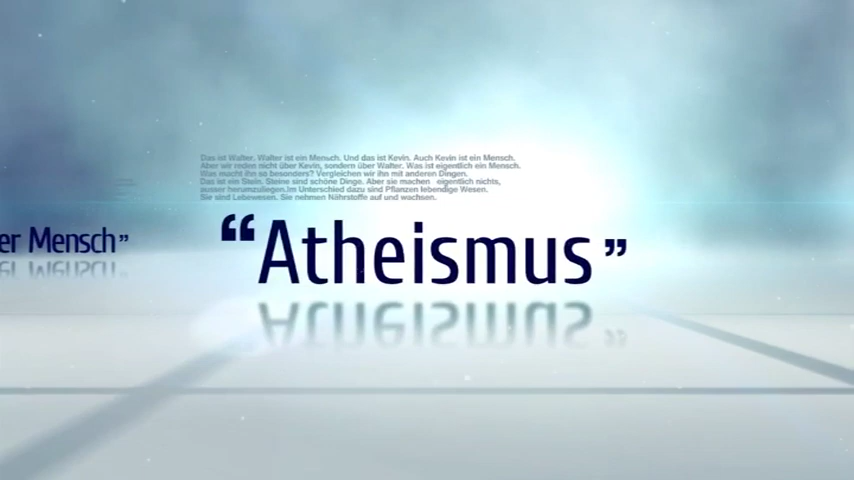 Das ist Walter. Walter ist ein Mensch. Und das ist Kevin. Auch Kevin ist ein Mensch.
Aber wir reden nicht über Kevin, sondern über Walter. Was ist eigentlich ein Mensch.
Was macht ihn so besonders? Vergleichen wir ihn mit anderen Dingen.
Das ist ein Stein. Steine sind schöne Dinge. Aber sie machen eigentlich nichts,
ausser herumzuliegen.Im Unterschied dazu sind Pflanzen lebendige Wesen.
Sie sind Lebewesen. Sie nehmen Nährstoffe auf und wachsen.
er Mensch”
“Atheismus”